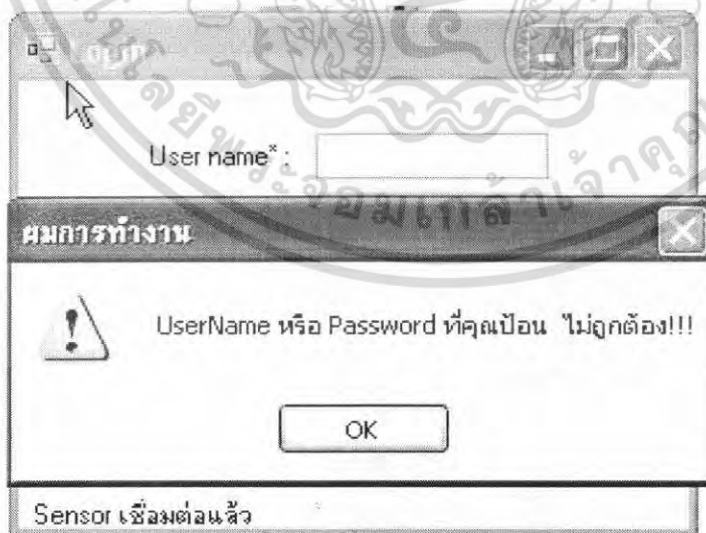 Login
User name* :
ผมการทำงาน
UserName หรือ Password ที่คุณป้อน ไม่ถูกต้อง!!!
OK
Sensor เชื่อมต่อแล้ว